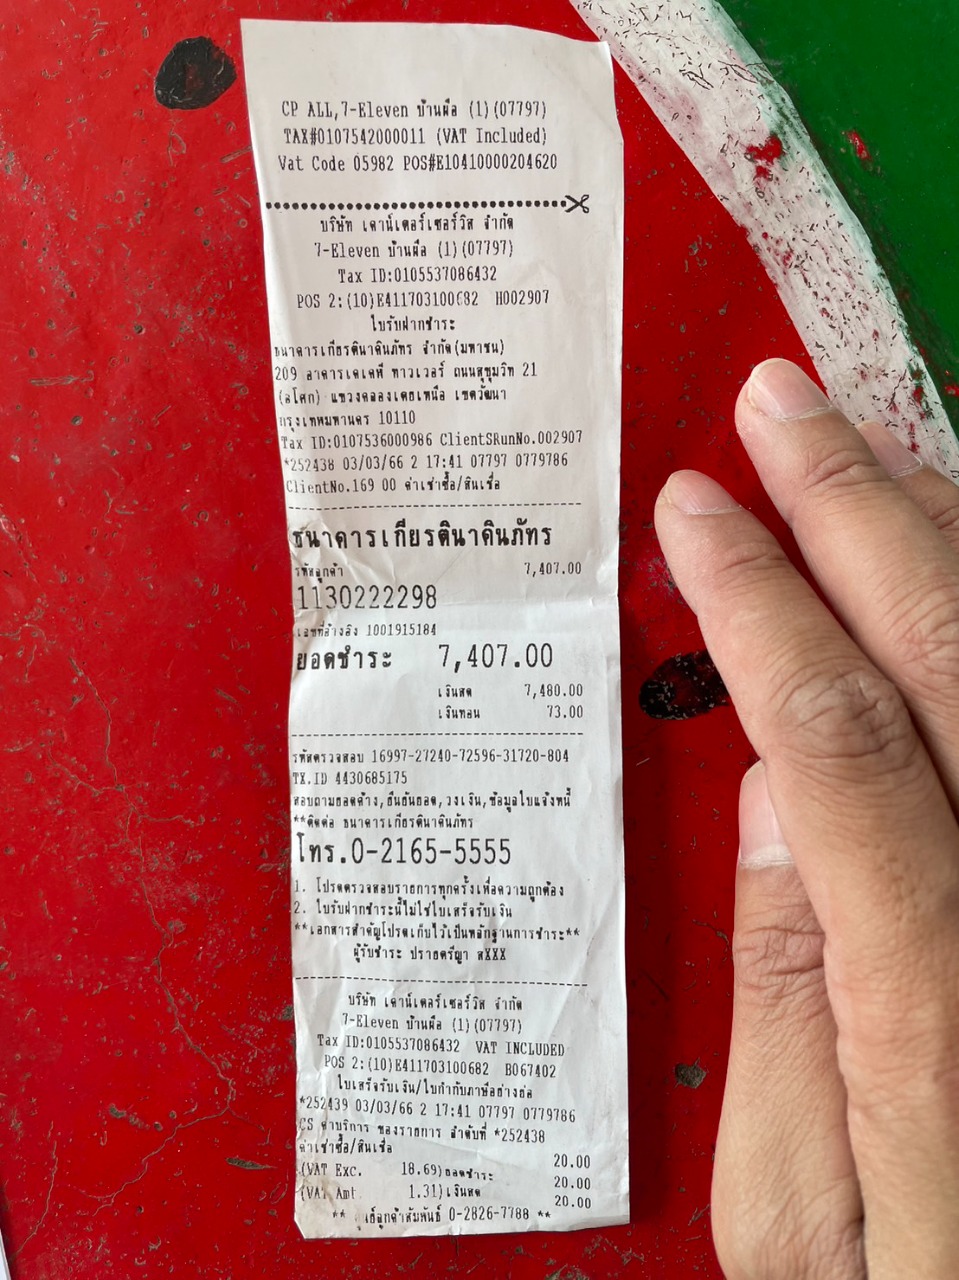 CP ALL,7-Eleven บ้านผือ (1)(07797)
TAX#0107542000011 (VAT Included)
Vat Code 05982 POS#E10410000204620
บริษัท เคาน์เตอร์เซอร์วิส จำกัด
7-Eleven บ้านผือ (1)(07797)
Tax ID:0105537086432
POS 2:(10)E411703100682 H002907
ใบรับฝากชำระ
ธนาคารเกียรตินาคินภัทร จำกัด(มหาชน)
209 อาคารเคเคพี ทาวเวอร์ ถนนสุขุมวิท 21
(อโศก) แขวงคลองเตยเหนือ เขตวัฒนา
กรุงเทพมหานคร 10110
Tax ID:0107536000986 ClientSRunNo.002907
*252438 03/03/66 2 17:41 07797 0779786
ClientNo.169 00 ค่าเช่าซื้อ/สินเชื่อ
ธนาคารเกียรตินาคินภัทร
รหัสลูกค้า 7,407.00
1130222298
เลขที่อ้างอิง 1001915184
ยอดชำระ 7,407.00
เงินสด 7,480.00
เงินทอน 73.00
รหัสตรวจสอบ 16997-27240-72596-31720-804
TX.ID 4430685175
สอบถามยอดค้าง,ยืนยันยอด,วงเงิน,ข้อมูลใบแจ้งหนี้
**ติดต่อ ธนาคารเกียรตินาคินภัทร
โทร.0-2165-5555
1. โปรดตรวจสอบรายการทุกครั้งเพื่อความถูกต้อง
2. ใบรับฝากชำระนี้ไม่ใช่ใบเสร็จรับเงิน
**เอกสารสำคัญโปรดเก็บไว้เป็นหลักฐานการชำระ**
ผู้รับชำระ ปรายตรีญา สXXX
บริษัท เคาน์เตอร์เซอร์วิส จำกัด
7-Eleven บ้านผือ (1)(07797)
Tax ID:0105537086432 VAT INCLUDED
POS 2:(10)E411703100682 B067402
ใบเสร็จรับเงิน/ใบกำกับภาษีอย่างย่อ
*252439 03/03/66 2 17:41 07797 0779786
CS ค่าบริการ ของรายการ ลำดับที่ *252438
ค่าเช่าซื้อ/สินเชื่อ 20.00
(VAT Exc. 18.69)ยอดชำระ 20.00
(VAT Amt 1.31)เงินสด 20.00
** ศูนย์ลูกค้าสัมพันธ์ 0-2826-7788 **